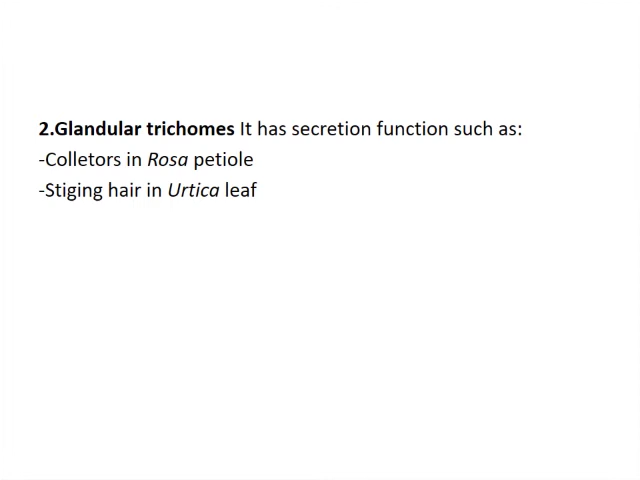 2.Glandular trichomes It has secretion function such as:
-Colletors in Rosa petiole
-Stiging hair in Urtica leaf